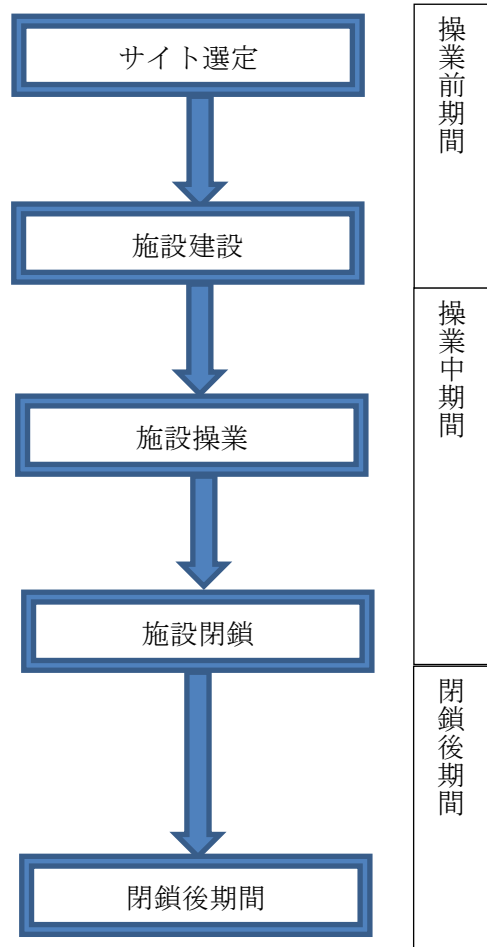 サイト選定
施設建設
施設操業
施設閉鎖
閉鎖後期間
操業前期間
操業中期間
閉鎖後期間